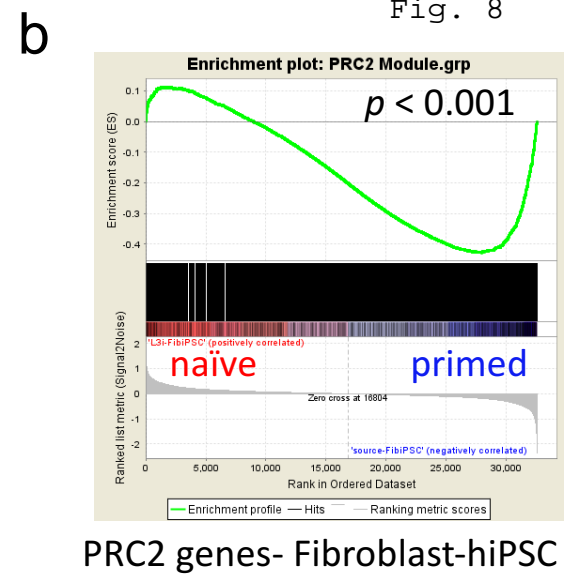 Fig. 8
b
Enrichment plot: PRC2 Module.grp
p < 0.001
Enrichment score (ES)
0.1
0.0
-0.1
-0.2
-0.3
-0.4
'L3i-FibiPSC' (positively correlated)
naïve
primed
Zero cross at 16804
'source-FibiPSC' (negatively correlated)
Ranked list metric (Signal2Noise)
2
1
0
-1
-2
0 5,000 10,000 15,000 20,000 25,000 30,000
Rank in Ordered Dataset
Enrichment profile Hits Ranking metric scores
PRC2 genes- Fibroblast-hiPSC